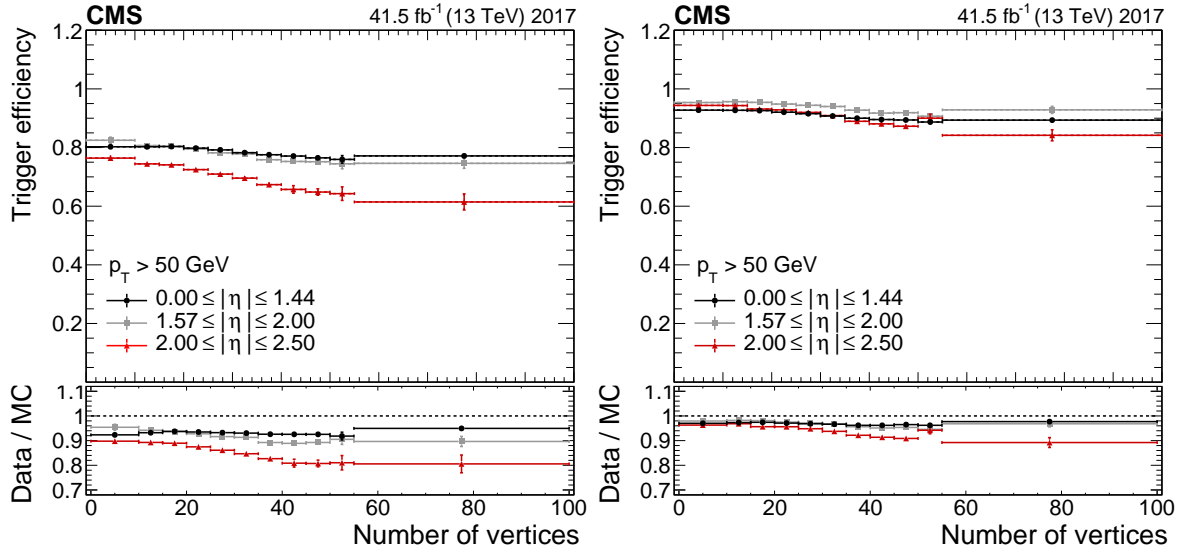 CMS 41.5 fb⁻¹ (13 TeV) 2017
Trigger efficiency
1.2
1
0.8
0.6
0.4
0.2
p_T > 50 GeV
0.00 ≤ |η| ≤ 1.44
1.57 ≤ |η| ≤ 2.00
2.00 ≤ |η| ≤ 2.50
Data / MC
1.1
1
0.9
0.8
0.7
0 20 40 60 80 100
Number of vertices
CMS 41.5 fb⁻¹ (13 TeV) 2017
Trigger efficiency
1.2
1
0.8
0.6
0.4
0.2
p_T > 50 GeV
0.00 ≤ |η| ≤ 1.44
1.57 ≤ |η| ≤ 2.00
2.00 ≤ |η| ≤ 2.50
Data / MC
1.1
1
0.9
0.8
0.7
0 20 40 60 80 100
Number of vertices